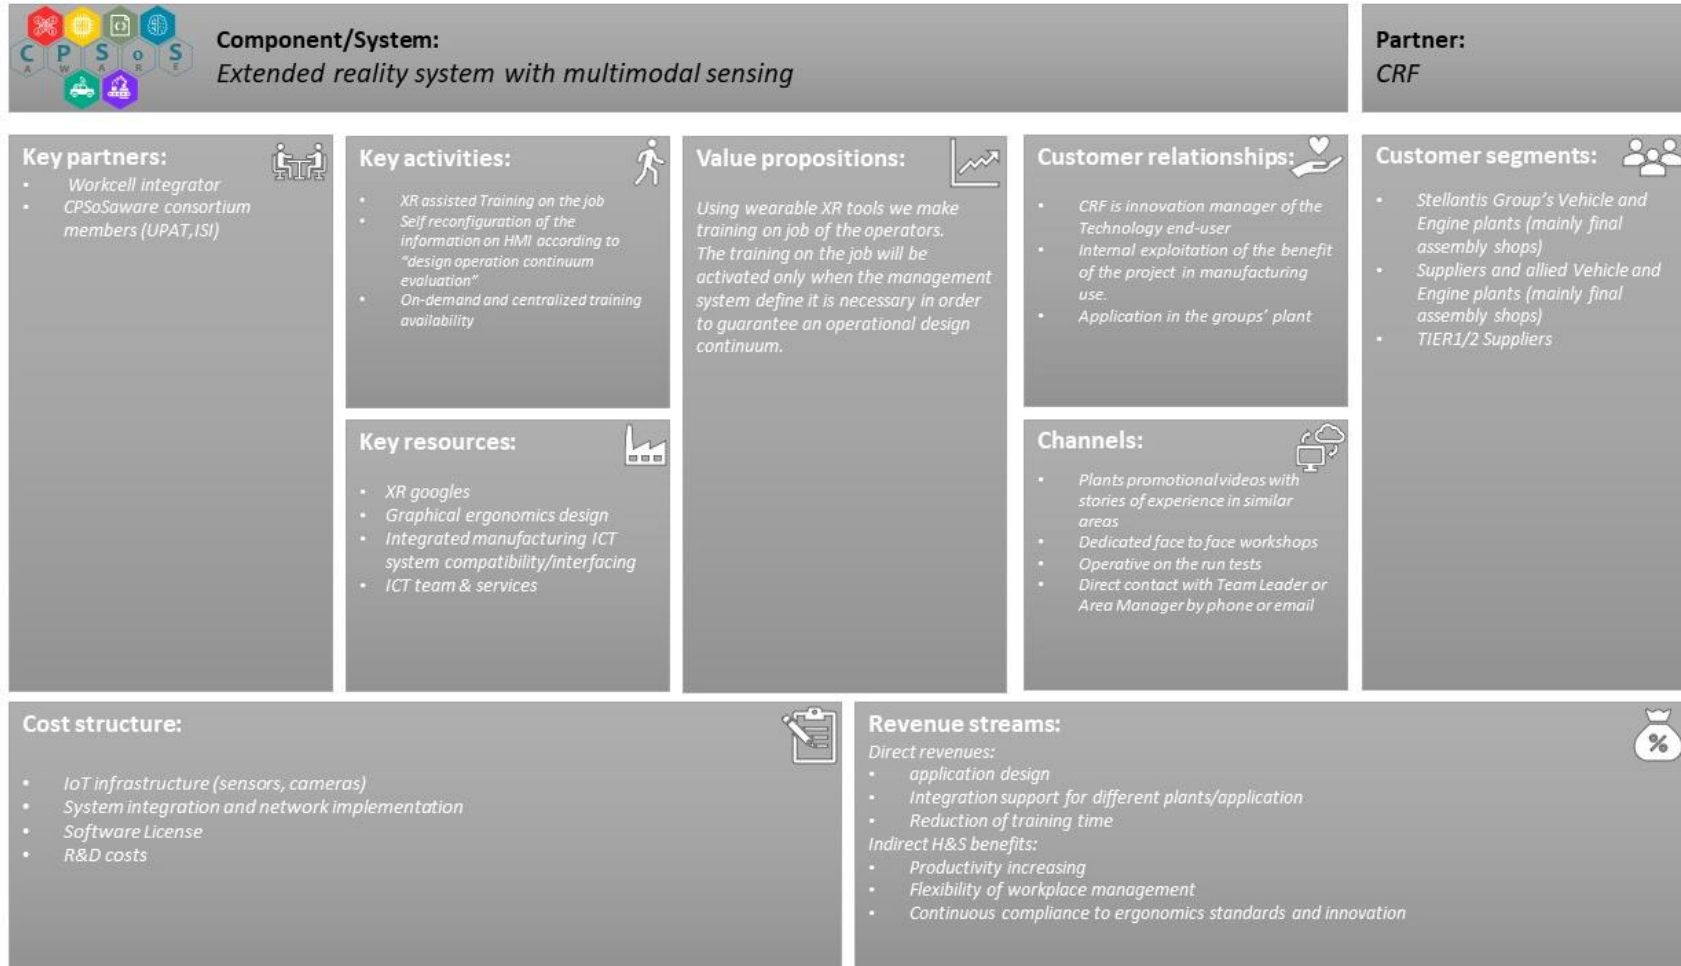 C P S o S
A W A R E
Component/System:
Extended reality system with multimodal sensing
Partner:
CRF
Key partners:
• Workcell integrator
• CPSoSaware consortium
members (UPAT,ISI)
Key activities:
• XR assisted Training on the job
• Self reconfiguration of the
information on HMI according to
“design operation continuum
evaluation”
• On-demand and centralized training
availability
Key resources:
• XR googles
• Graphical ergonomics design
• Integrated manufacturing ICT
system compatibility/interfacing
• ICT team & services
Value propositions:
Using wearable XR tools we make
training on job of the operators.
The training on the job will be
activated only when the management
system define it is necessary in order
to guarantee an operational design
continuum.
Customer relationships:
• CRF is innovation manager of the
Technology end-user
• Internal exploitation of the benefit
of the project in manufacturing
use.
• Application in the groups’ plant
Channels:
• Plants promotional videos with
stories of experience in similar
areas
• Dedicated face to face workshops
• Operative on the run tests
• Direct contact with Team Leader or
Area Manager by phone or email
Customer segments:
• Stellantis Group’s Vehicle and
Engine plants (mainly final
assembly shops)
• Suppliers and allied Vehicle and
Engine plants (mainly final
assembly shops)
• TIER1/2 Suppliers
Cost structure:
• IoT infrastructure (sensors, cameras)
• System integration and network implementation
• Software License
• R&D costs
Revenue streams:
%
Direct revenues:
• application design
• Integration support for different plants/application
• Reduction of training time
Indirect H&S benefits:
• Productivity increasing
• Flexibility of workplace management
• Continuous compliance to ergonomics standards and innovation